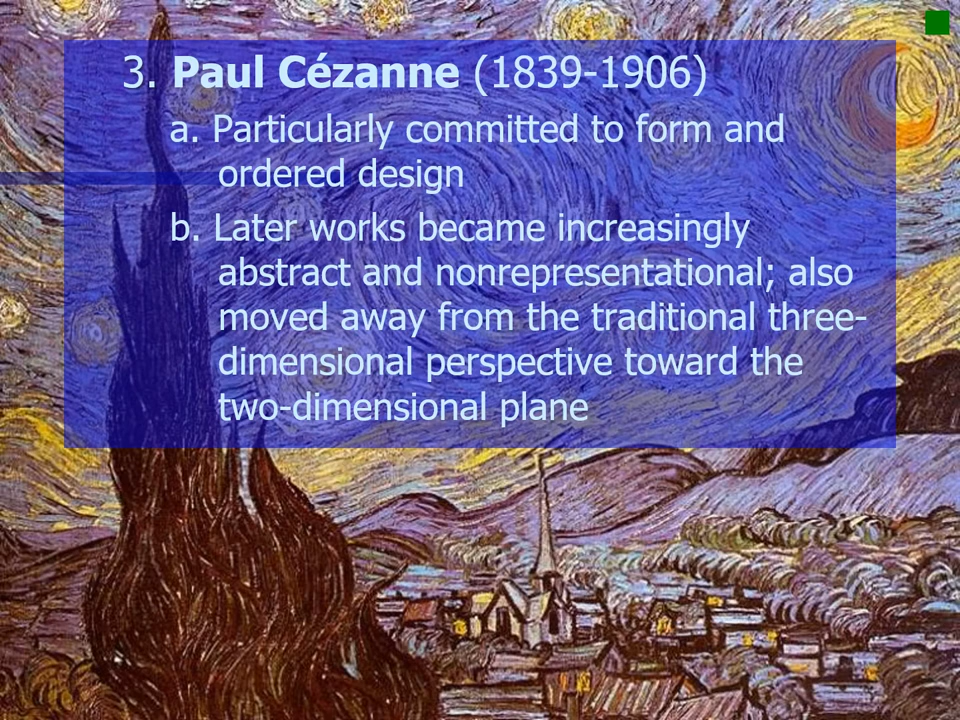 3. Paul Cézanne (1839-1906)
a. Particularly committed to form and
ordered design
b. Later works became increasingly
abstract and nonrepresentational; also
moved away from the traditional three-
dimensional perspective toward the
two-dimensional plane